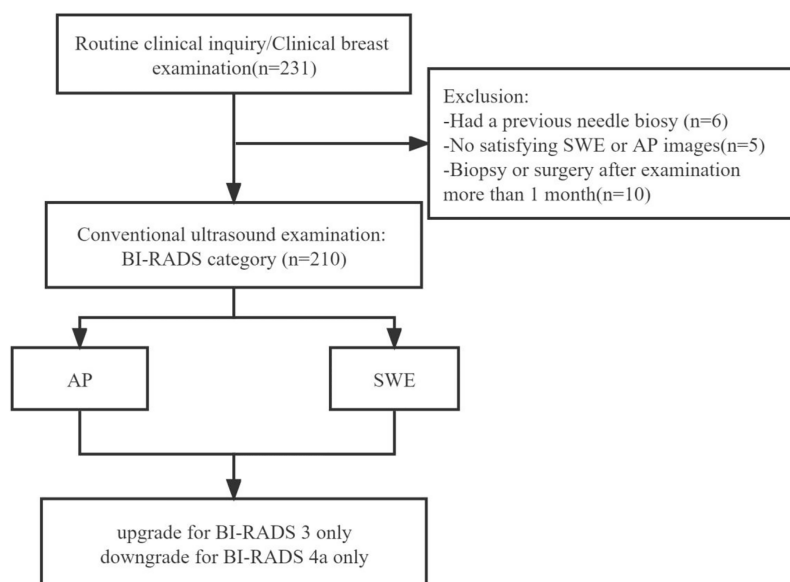 Routine clinical inquiry/Clinical breast
examination(n=231)
Exclusion:
-Had a previous needle biosy (n=6)
-No satisfying SWE or AP images(n=5)
-Biopsy or surgery after examination
more than 1 month(n=10)
Conventional ultrasound examination:
BI-RADS category (n=210)
AP
SWE
upgrade for BI-RADS 3 only
downgrade for BI-RADS 4a only